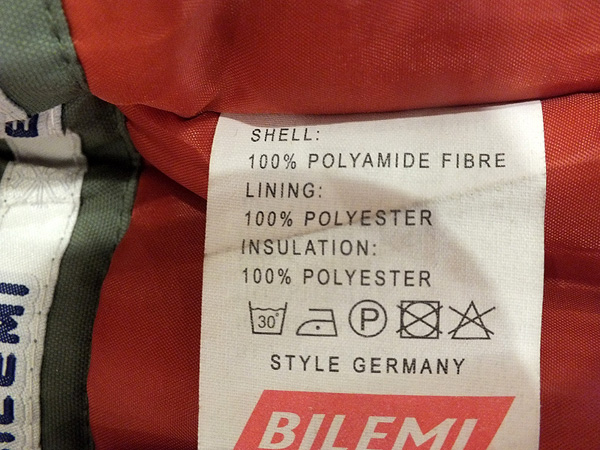 SHELL:
100% POLYAMIDE FIBRE
LINING:
100% POLYESTER
INSULATION:
100% POLYESTER
30°
P
STYLE GERMANY
BILEMI